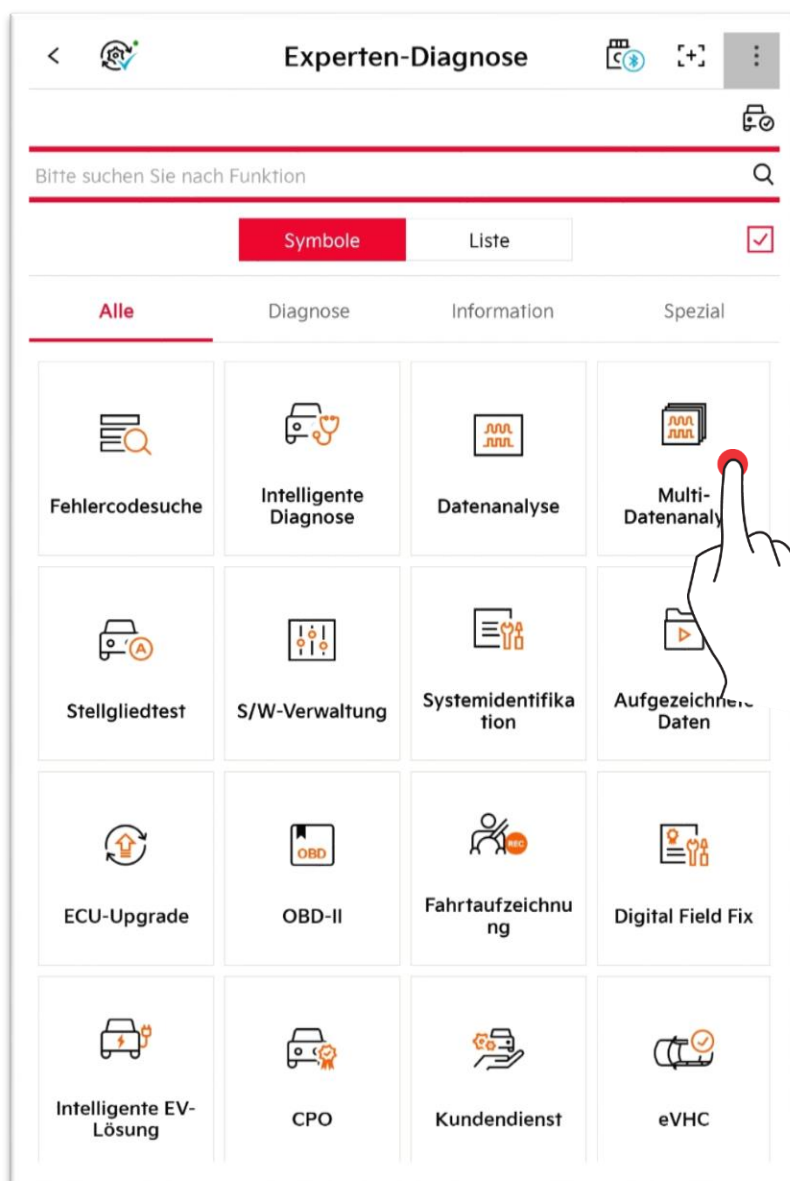 Experten-Diagnose
Bitte suchen Sie nach Funktion
Symbole
Liste
Alle
Diagnose
Information
Spezial
Fehlercodesuche
Intelligente
Diagnose
Datenanalyse
Multi-
Stellgliedtest
S/W-Verwaltung
Systemidentifika
tion
Daten
A
REC
OBD
ECU-Upgrade
OBD-II
Fahrtaufzeichnu
ng
Digital Field Fix
Intelligente EV-
Lösung
CPO
Kundendienst
eVHC